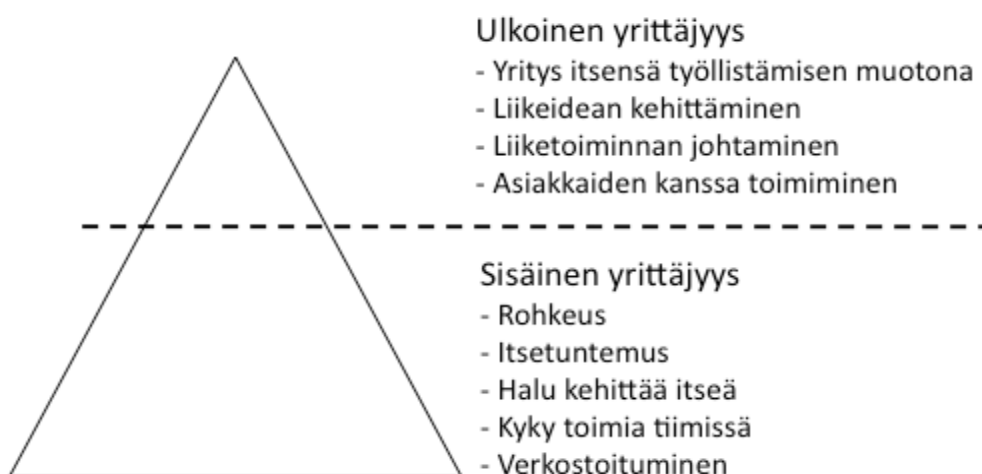 Ulkoinen yrittäjyys
- Yritys itsensä työllistämisen muotona
- Liikeidean kehittäminen
- Liiketoiminnan johtaminen
- Asiakkaiden kanssa toimiminen
Sisäinen yrittäjyys
- Rohkeus
- Itsetuntemus
- Halu kehittää itseä
- Kyky toimia tiimissä
- Verkostoituminen